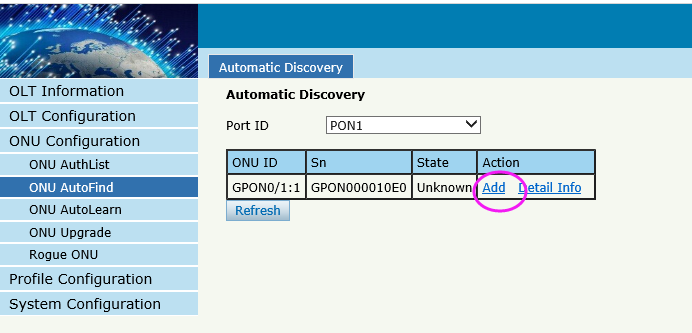 Automatic Discovery
OLT Information
OLT Configuration
ONU Configuration
ONU AuthList
ONU AutoFind
ONU AutoLearn
ONU Upgrade
Rogue ONU
Profile Configuration
System Configuration
Automatic Discovery
Port ID PON1
ONU ID Sn State Action
GPON0/1:1 GPON000010E0 Unknown Add Detail Info
Refresh